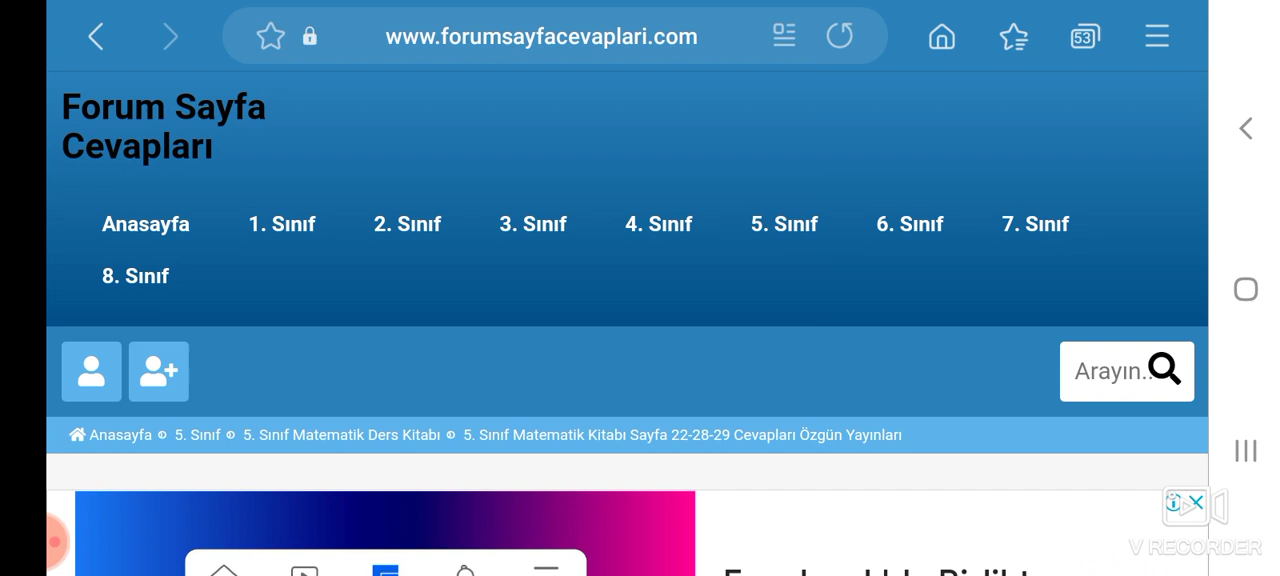 www.forumsayfacevaplari.com
53
Forum Sayfa
Cevapları
Anasayfa 1. Sınıf 2. Sınıf 3. Sınıf 4. Sınıf 5. Sınıf 6. Sınıf 7. Sınıf
8. Sınıf
Arayın..
Anasayfa 5. Sınıf 5. Sınıf Matematik Ders Kitabı 5. Sınıf Matematik Kitabı Sayfa 22-28-29 Cevapları Özgün Yayınları
V RECORDER